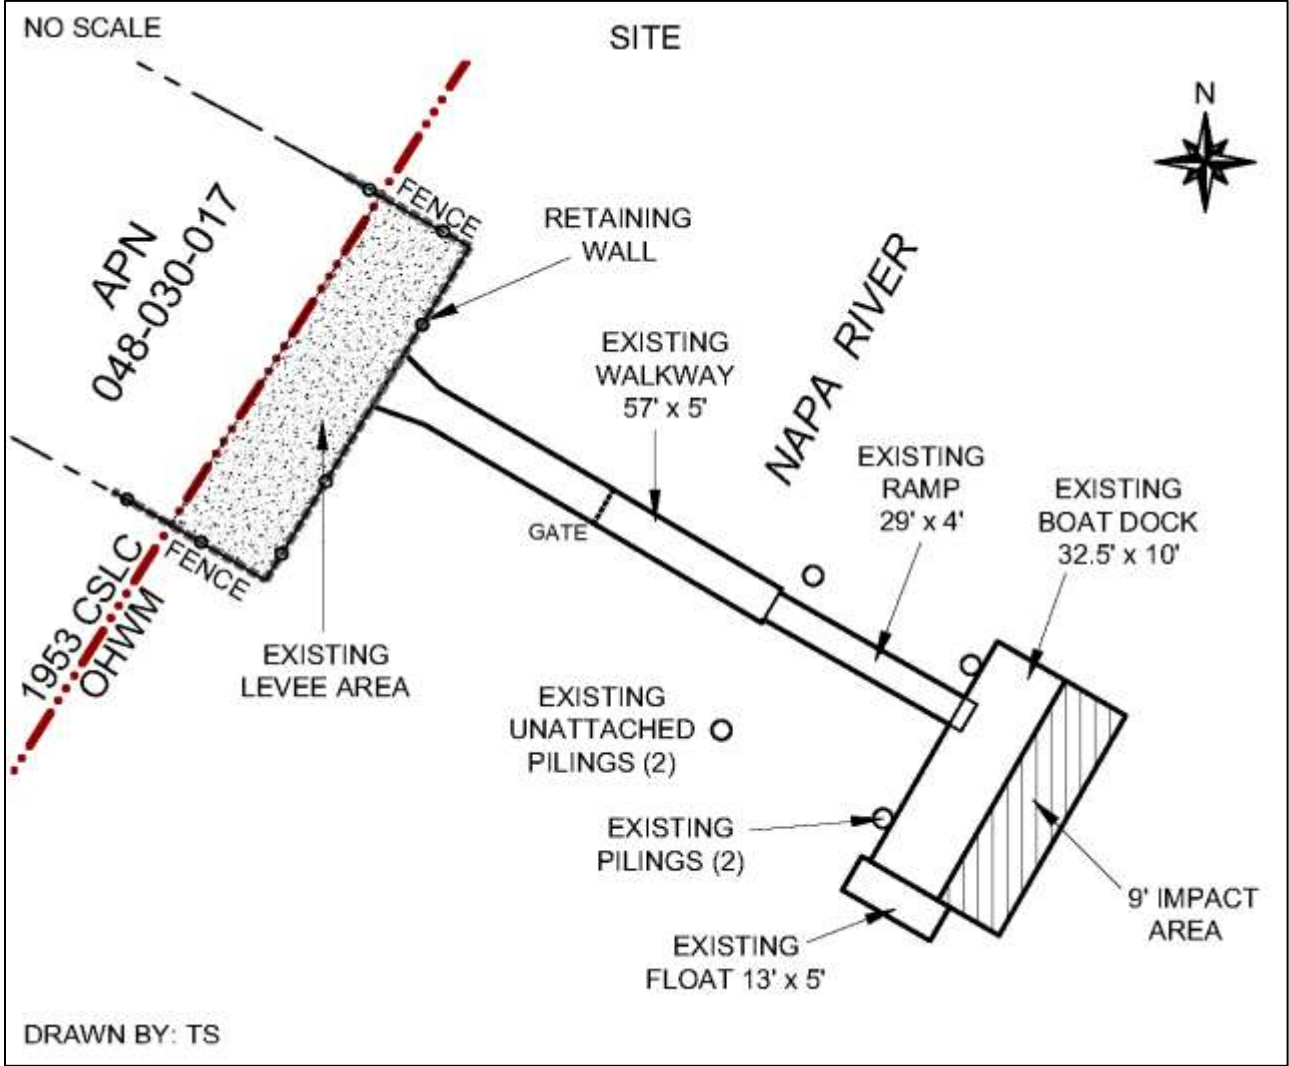 NO SCALE
SITE
N
FENCE
APN
048-030-017
RETAINING
WALL
NAPA RIVER
EXISTING
WALKWAY
57' x 5'
EXISTING
RAMP
29' x 4'
EXISTING
BOAT DOCK
32.5' x 10'
GATE
FENCE
1953 CSLC
OHWM
EXISTING
LEVEE AREA
EXISTING
UNATTACHED
PILINGS (2)
EXISTING
PILINGS (2)
9' IMPACT
AREA
EXISTING
FLOAT 13' x 5'
DRAWN BY: TS